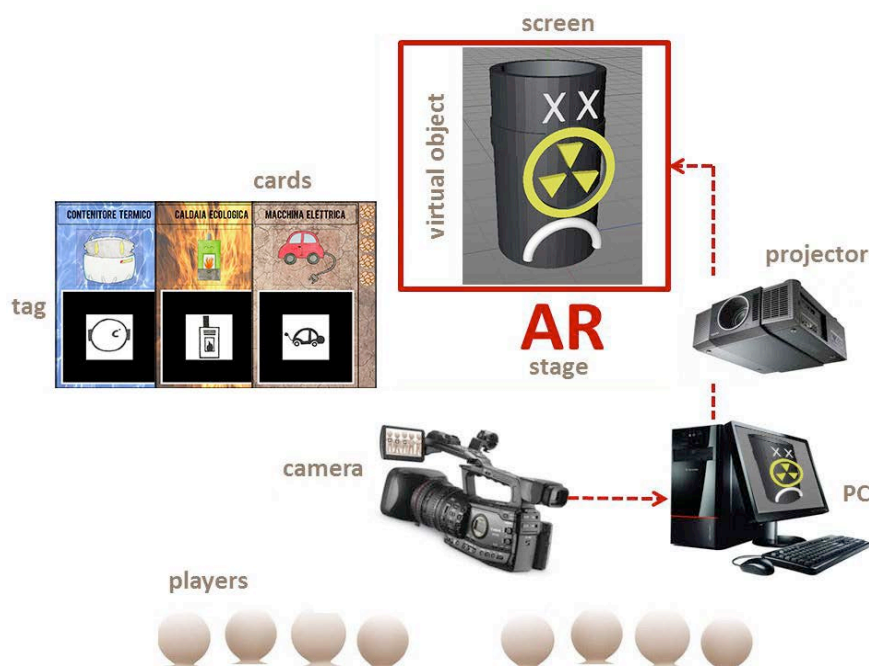 screen
virtual object
X X
cards
CONTENITORE TERMICO
CALDAIA ECOLOGICA
MACCHINA ELETTRICA
projector
tag
AR
stage
camera
PC
players